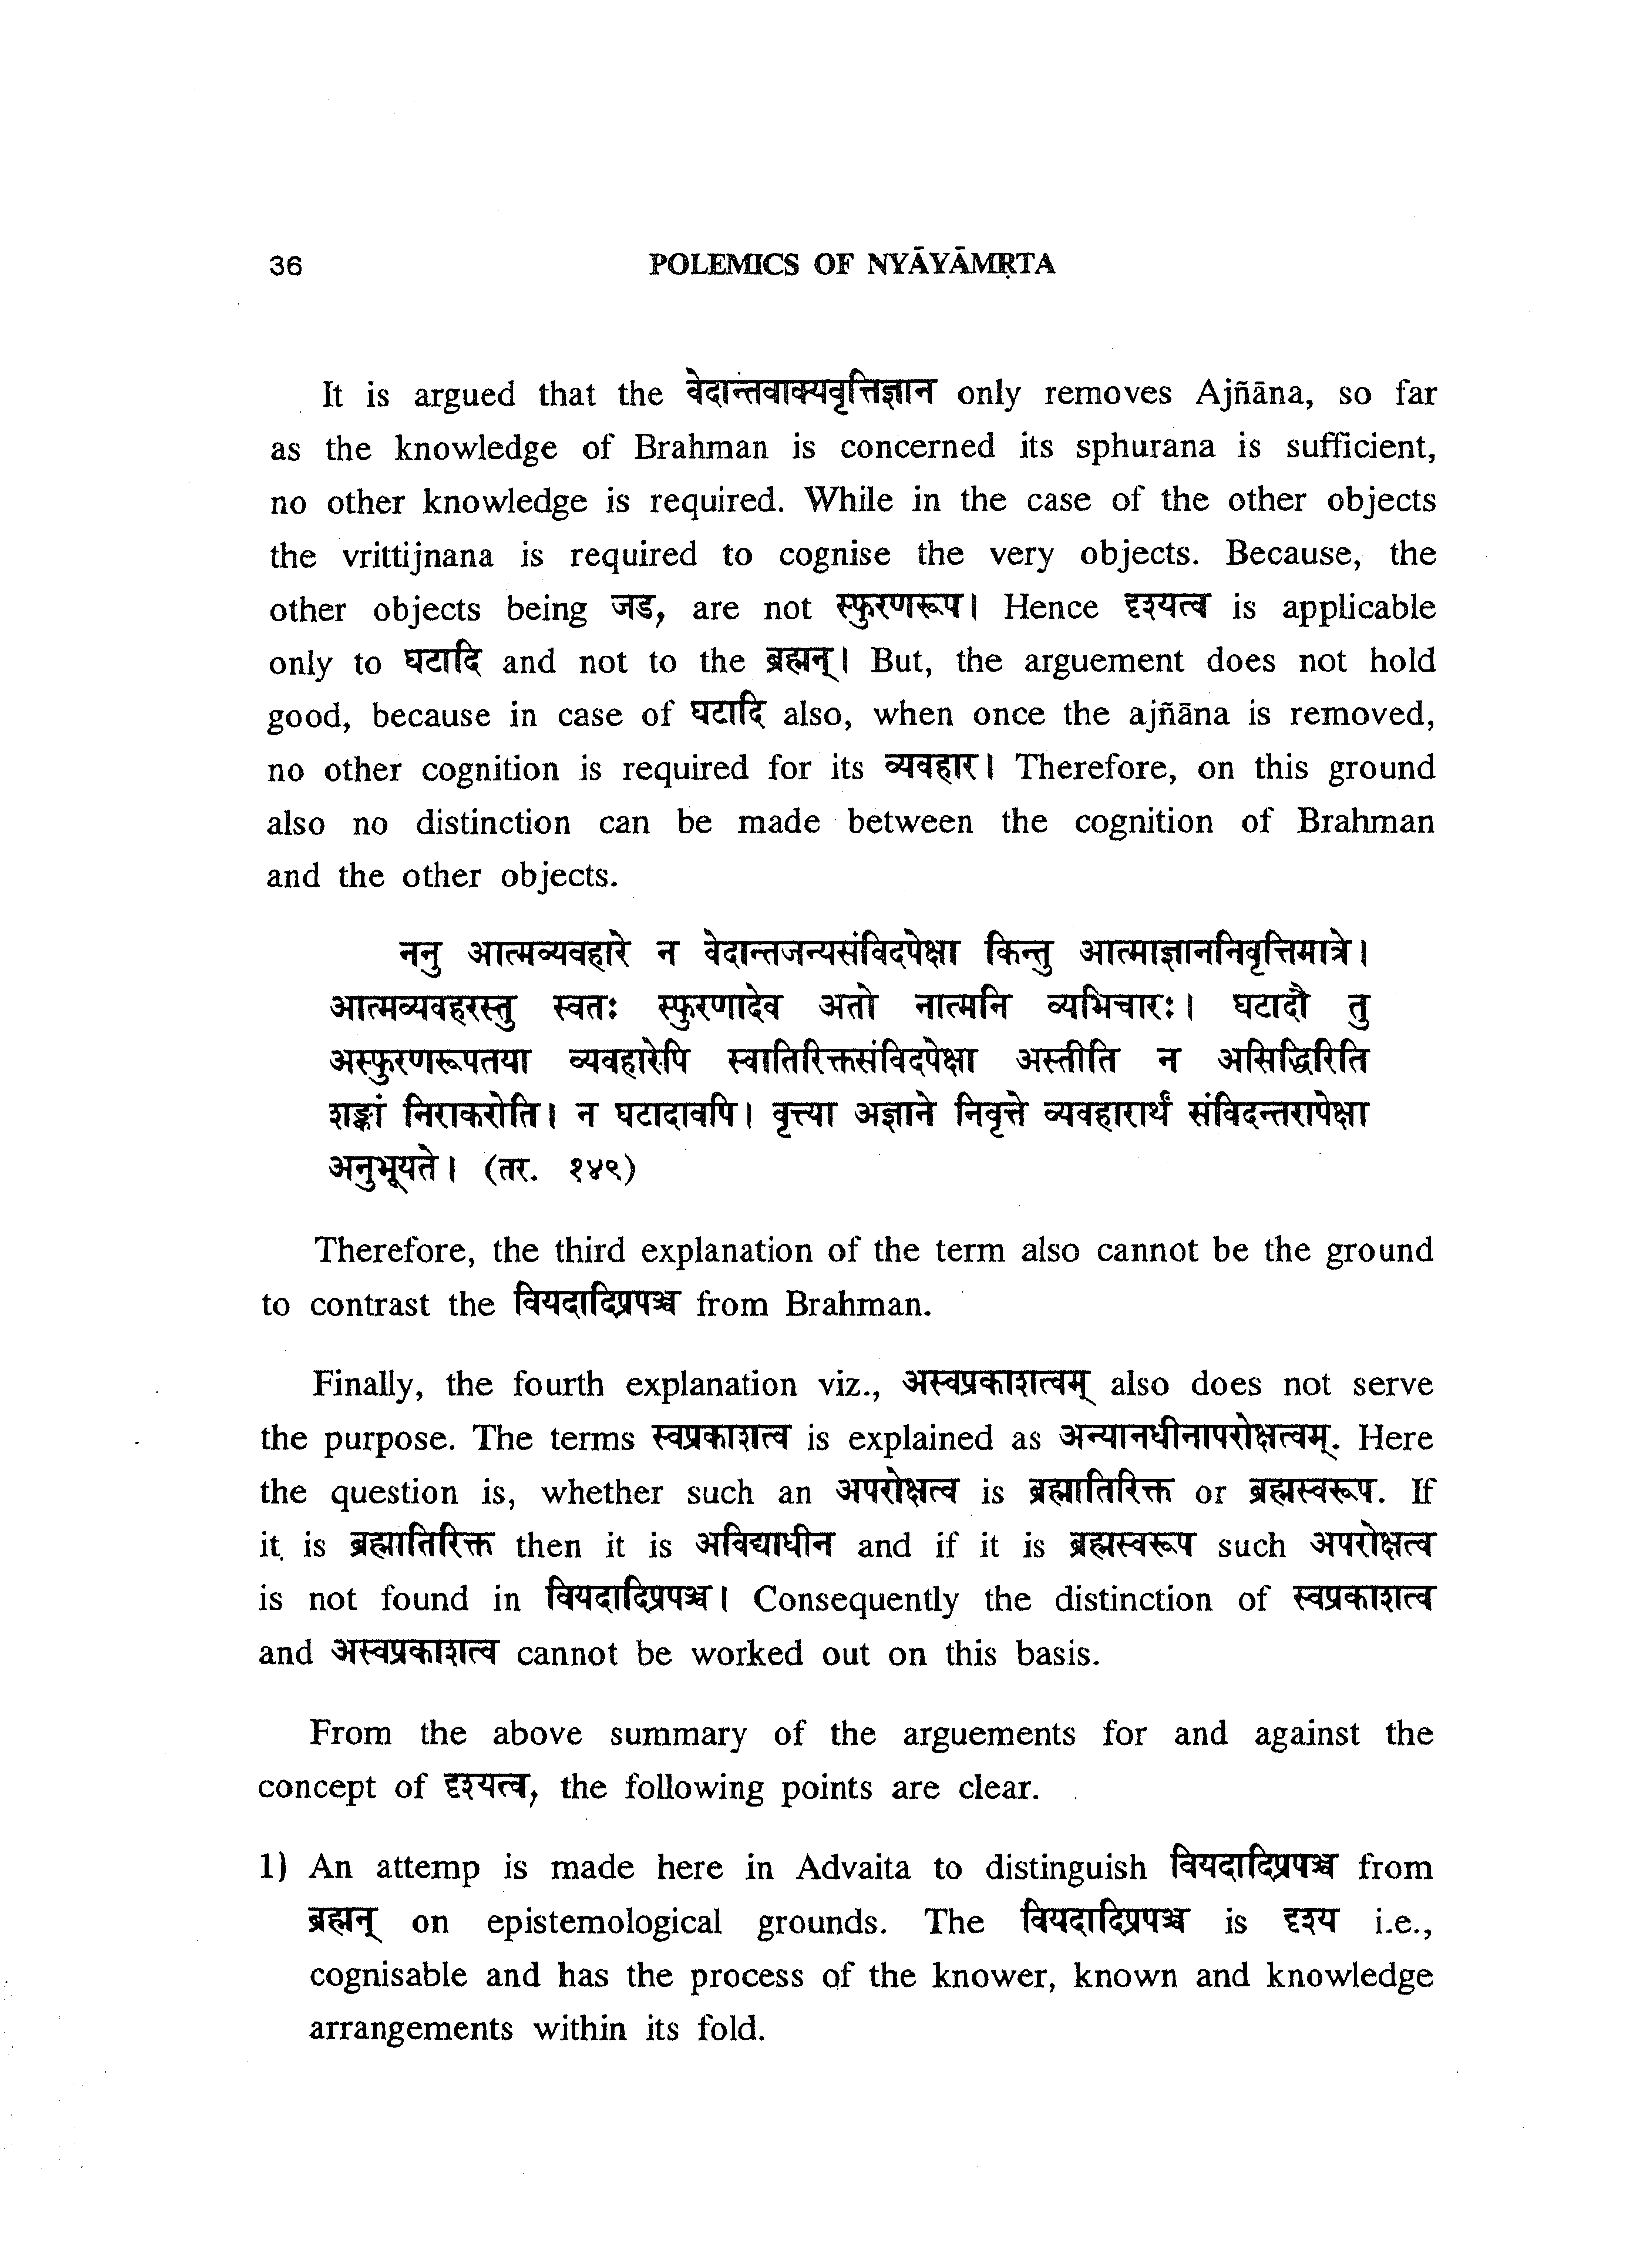 36
POLEMICS OF NYĀYĀMṚTA
It is argued that the वेदान्तवाक्यवृत्तिज्ञान only removes Ajñāna, so far
as the knowledge of Brahman is concerned its sphurana is sufficient,
no other knowledge is required. While in the case of the other objects
the vrittijnana is required to cognise the very objects. Because, the
other objects being जड, are not स्फुरणरूप। Hence दृश्यत्व is applicable
only to घटादि and not to the ब्रह्मन्। But, the arguement does not hold
good, because in case of घटादि also, when once the ajñāna is removed,
no other cognition is required for its व्यवहार। Therefore, on this ground
also no distinction can be made between the cognition of Brahman
and the other objects.
ननु आत्मव्यवहारे न वेदान्तजन्यसंविदपेक्षा किन्तु आत्माज्ञाननिवृत्तिमात्रे।
आत्मव्यवहरस्तु स्वतः स्फुरणादेव अतो नात्मनि व्यभिचारः। घटादौ तु
अस्फुरणरूपतया व्यवहारेपि स्वातिरिक्तसंविदपेक्षा अस्तीति न असिद्धिरिति
शङ्कां निराकरोति। न घटादावपि। वृत्त्या अज्ञाने निवृत्ते व्यवहारार्थं संविदन्तरापेक्षा
अनुभूयते। (तर. १४९)
Therefore, the third explanation of the term also cannot be the ground
to contrast the वियदादिप्रपञ्च from Brahman.
Finally, the fourth explanation viz., अस्वप्रकाशत्वम् also does not serve
the purpose. The terms स्वप्रकाशत्व is explained as अन्यानधीनापरोक्षत्वम्. Here
the question is, whether such an अपरोक्षत्व is ब्रह्मातिरिक्त or ब्रह्मस्वरूप. If
it is ब्रह्मातिरिक्त then it is अविद्याधीन and if it is ब्रह्मस्वरूप such अपरोक्षत्व
is not found in वियदादिप्रपञ्च। Consequently the distinction of स्वप्रकाशत्व
and अस्वप्रकाशत्व cannot be worked out on this basis.
From the above summary of the arguements for and against the
concept of दृश्यत्व, the following points are clear.
1) An attemp is made here in Advaita to distinguish वियदादिप्रपञ्च from
ब्रह्मन् on epistemological grounds. The वियदादिप्रपञ्च is दृश्य i.e.,
cognisable and has the process of the knower, known and knowledge
arrangements within its fold.